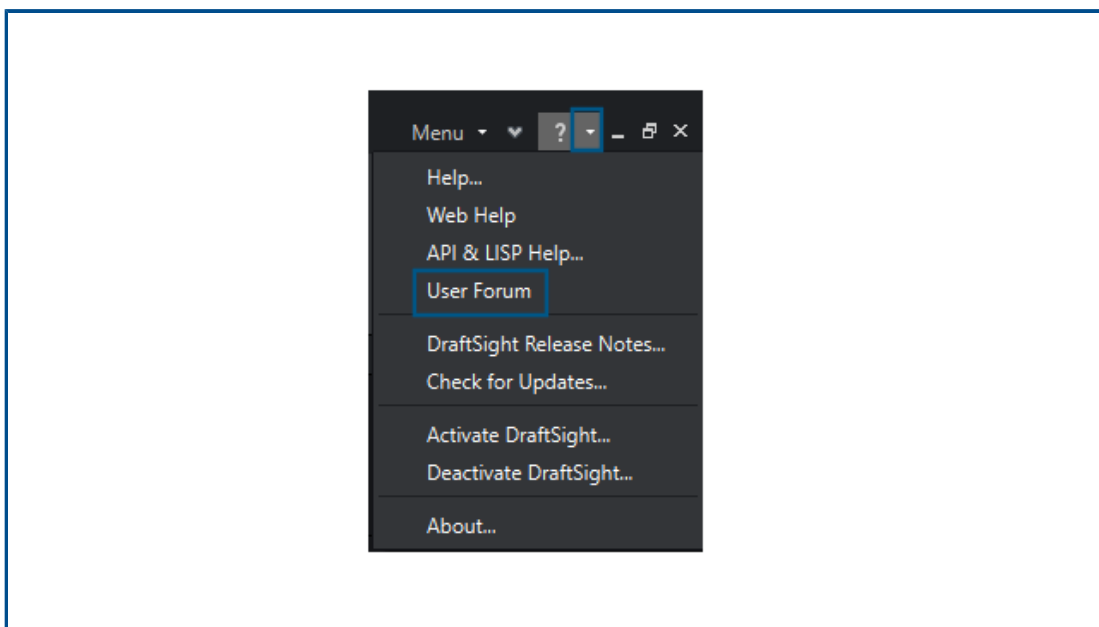 Menu ?
Help...
Web Help
API & LISP Help...
User Forum
DraftSight Release Notes...
Check for Updates...
Activate DraftSight...
Deactivate DraftSight...
About...